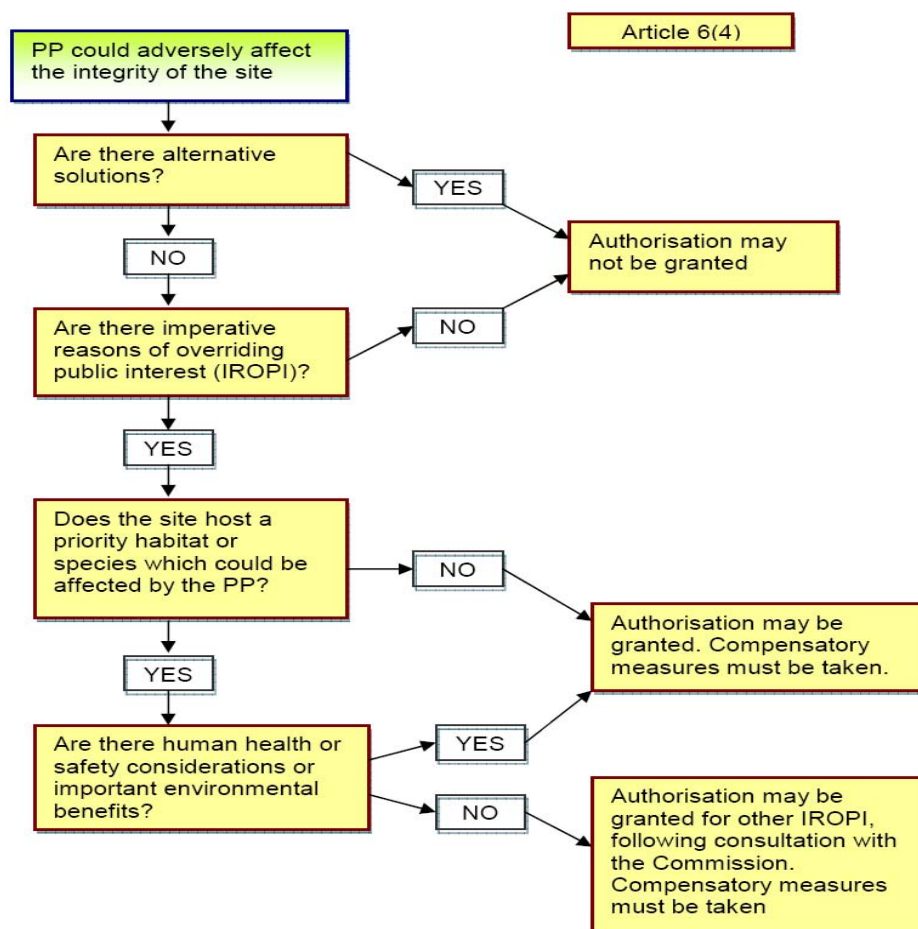 PP could adversely affect
the integrity of the site
Article 6(4)
Are there alternative
solutions?
YES
NO
Authorisation may
not be granted
Are there imperative
reasons of overriding
public interest (IROPI)?
NO
YES
Does the site host a
priority habitat or
species which could be
affected by the PP?
NO
Authorisation may be
granted. Compensatory
measures must be taken.
YES
Are there human health or
safety considerations or
important environmental
benefits?
YES
NO
Authorisation may be
granted for other IROPI,
following consultation with
the Commission.
Compensatory measures
must be taken